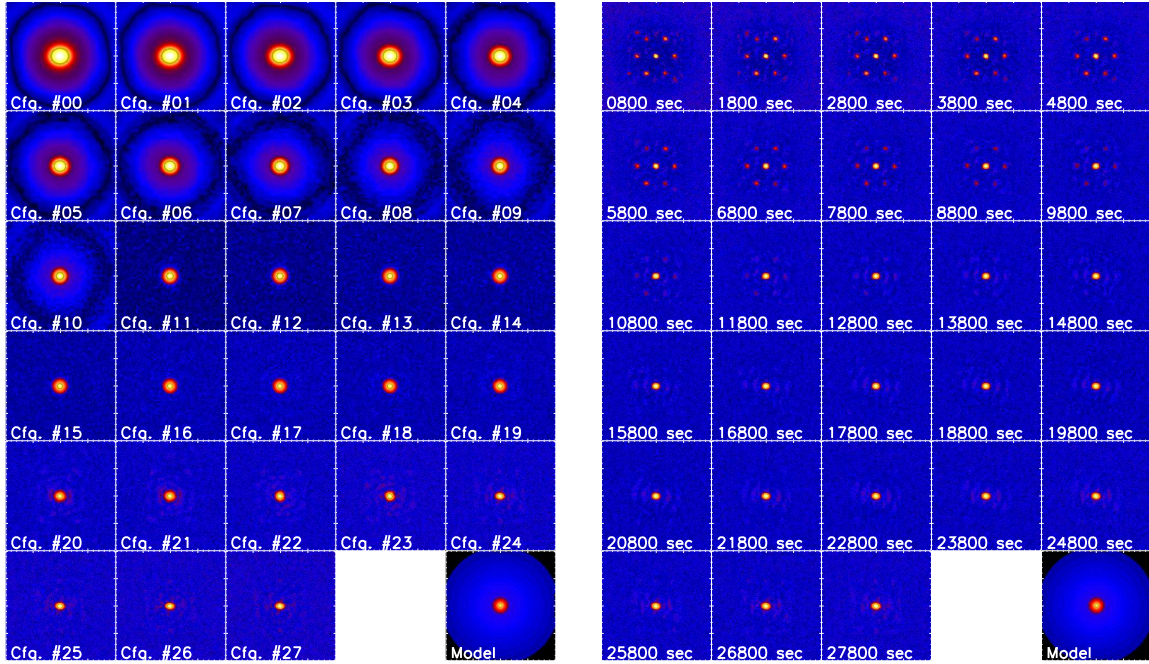 Cfg. #00 Cfg. #01 Cfg. #02 Cfg. #03 Cfg. #04
Cfg. #05 Cfg. #06 Cfg. #07 Cfg. #08 Cfg. #09
Cfg. #10 Cfg. #11 Cfg. #12 Cfg. #13 Cfg. #14
Cfg. #15 Cfg. #16 Cfg. #17 Cfg. #18 Cfg. #19
Cfg. #20 Cfg. #21 Cfg. #22 Cfg. #23 Cfg. #24
Cfg. #25 Cfg. #26 Cfg. #27 Model
0800 sec 1800 sec 2800 sec 3800 sec 4800 sec
5800 sec 6800 sec 7800 sec 8800 sec 9800 sec
10800 sec 11800 sec 12800 sec 13800 sec 14800 sec
15800 sec 16800 sec 17800 sec 18800 sec 19800 sec
20800 sec 21800 sec 22800 sec 23800 sec 24800 sec
25800 sec 26800 sec 27800 sec Model